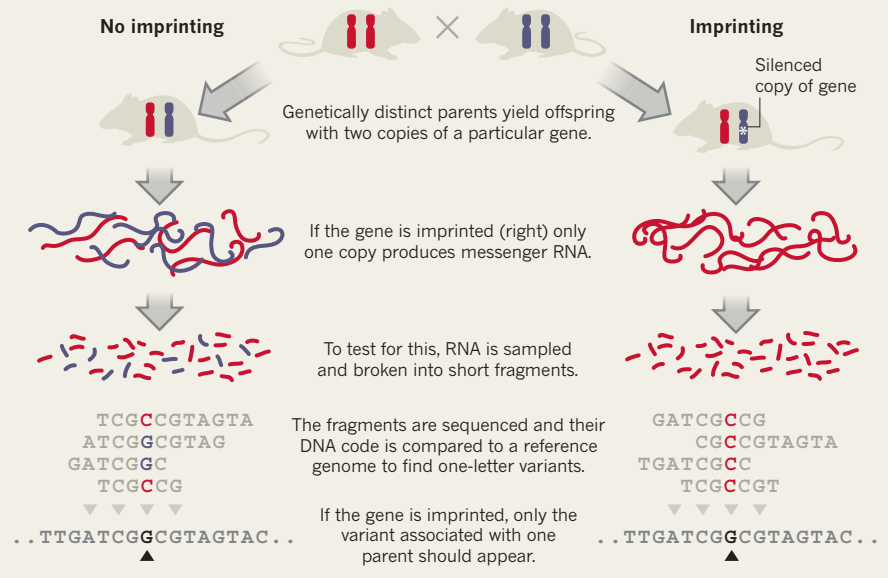 No imprinting
Imprinting
Silenced
copy of gene
Genetically distinct parents yield offspring
with two copies of a particular gene.
If the gene is imprinted (right) only
one copy produces messenger RNA.
To test for this, RNA is sampled
and broken into short fragments.
TCGCCGTAGTA
ATCGGCGTAG
GATCGGC
TCGCCG
The fragments are sequenced and their
DNA code is compared to a reference
genome to find one-letter variants.
GATCGCCG
CGCCGTAGTA
TGATCGCC
TCGCCGT
If the gene is imprinted, only the
variant associated with one
parent should appear.
..TTGATCGGCGTAGTAC..
..TTGATCGGCGTAGTAC..